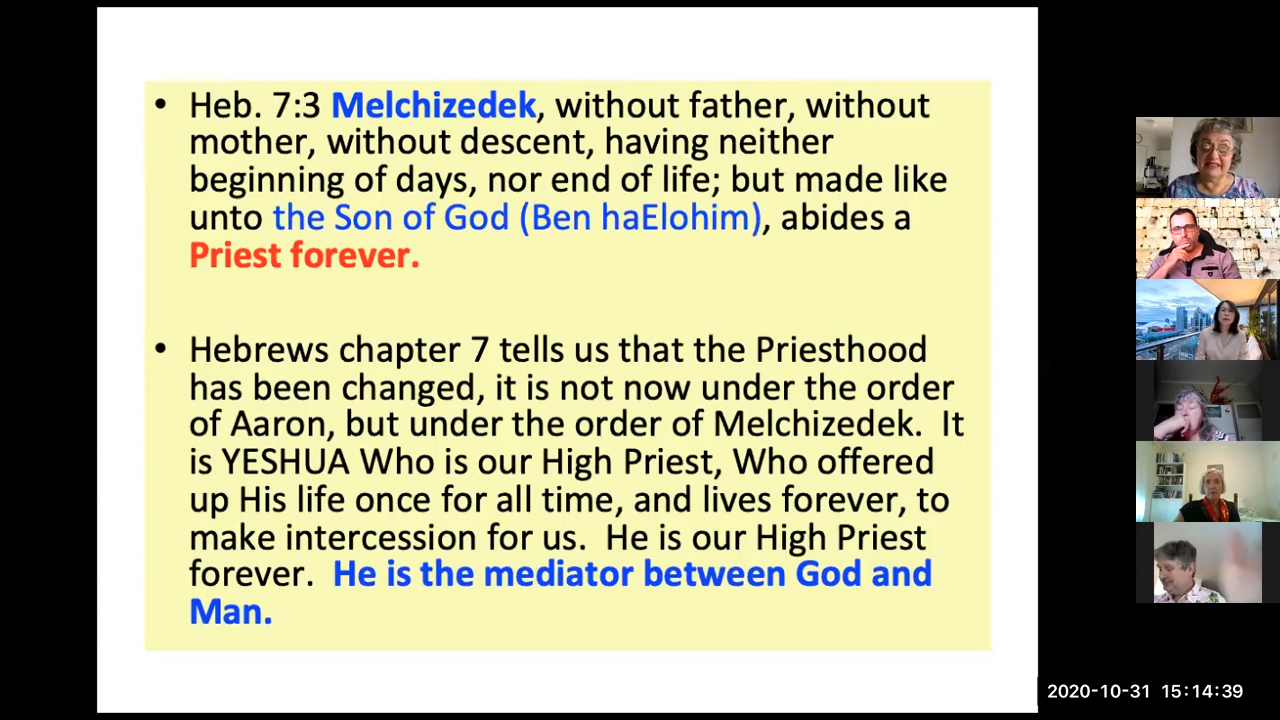 • Heb. 7:3 Melchizedek, without father, without
mother, without descent, having neither
beginning of days, nor end of life; but made like
unto the Son of God (Ben haElohim), abides a
Priest forever.
• Hebrews chapter 7 tells us that the Priesthood
has been changed, it is not now under the order
of Aaron, but under the order of Melchizedek. It
is YESHUA Who is our High Priest, Who offered
up His life once for all time, and lives forever, to
make intercession for us. He is our High Priest
forever. He is the mediator between God and
Man.
2020-10-31 15:14:39